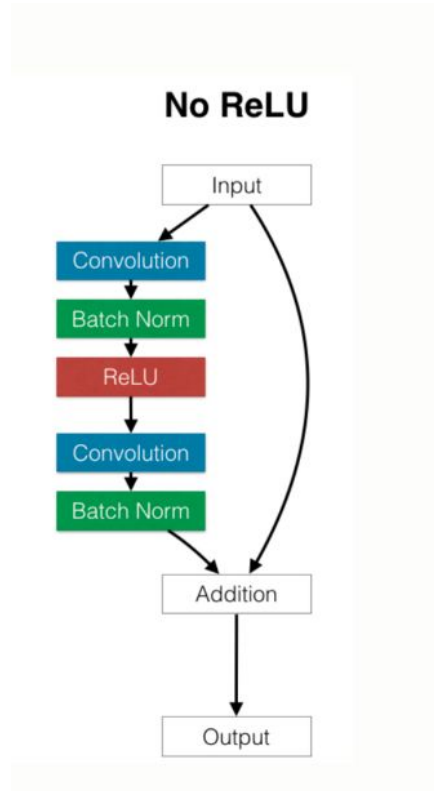 No ReLU
Input
Convolution
Batch Norm
ReLU
Convolution
Batch Norm
Addition
Output